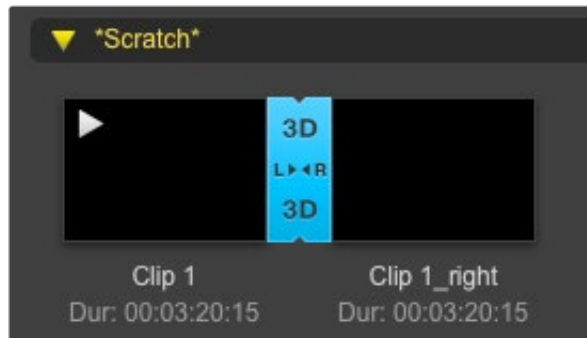 *Scratch*
3D
L R
3D
Clip 1 Clip 1_right
Dur: 00:03:20:15 Dur: 00:03:20:15